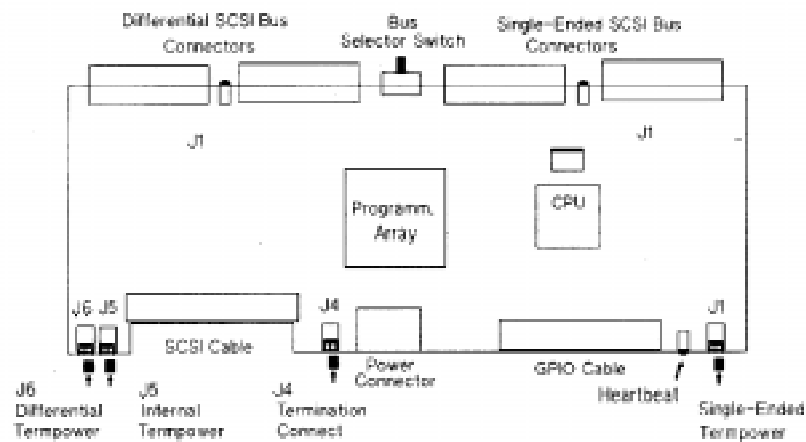 Differential SCSI Bus
Connectors
Bus
Selector Switch
Single-Ended SCSI Bus
Connectors
J1
J1
Programm.
Array
CPU
J6 J5
J4
J1
SCSI Cable
Power
Connector
GPIO Cable
Heartbeat
J6
Differential
Termpower
J5
Internal
Termpower
J4
Termination
Connect
Single-Ended
Termpower